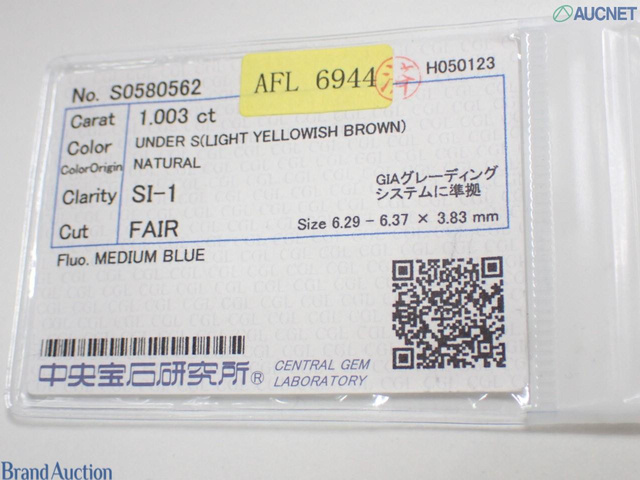 AUCNET
No. S0580562
AFL 6944
H050123
Carat 1.003 ct
Color UNDER S(LIGHT YELLOWISH BROWN)
ColorOrigin NATURAL
Clarity SI-1
GIAグレーディング
システムに準拠
Cut FAIR
Size 6.29 - 6.37 × 3.83 mm
Fluo. MEDIUM BLUE
中央宝石研究所®
CENTRAL GEM
LABORATORY
Brand Auction